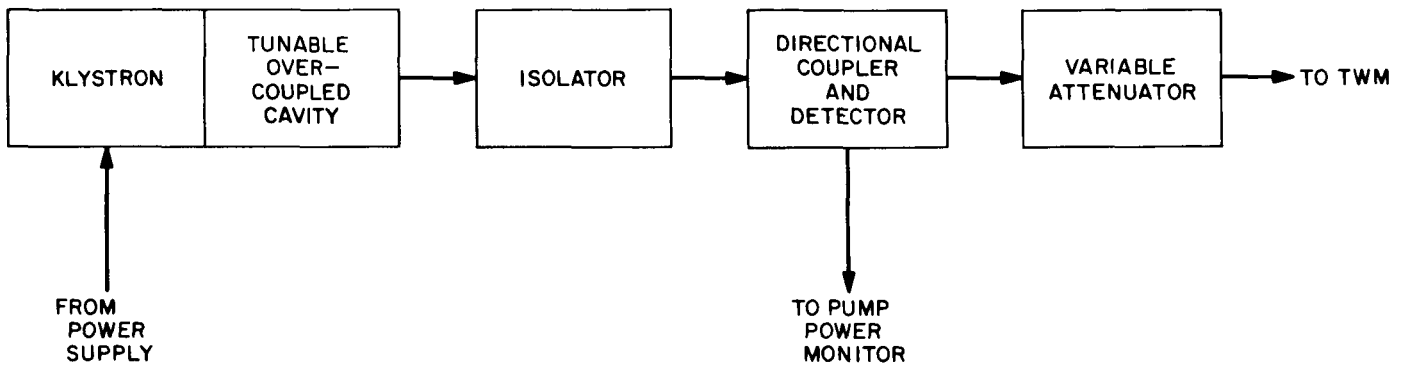 KLYSTRON
TUNABLE
OVER-
COUPLED
CAVITY
ISOLATOR
DIRECTIONAL
COUPLER
AND
DETECTOR
VARIABLE
ATTENUATOR
TO TWM
FROM
POWER
SUPPLY
TO PUMP
POWER
MONITOR